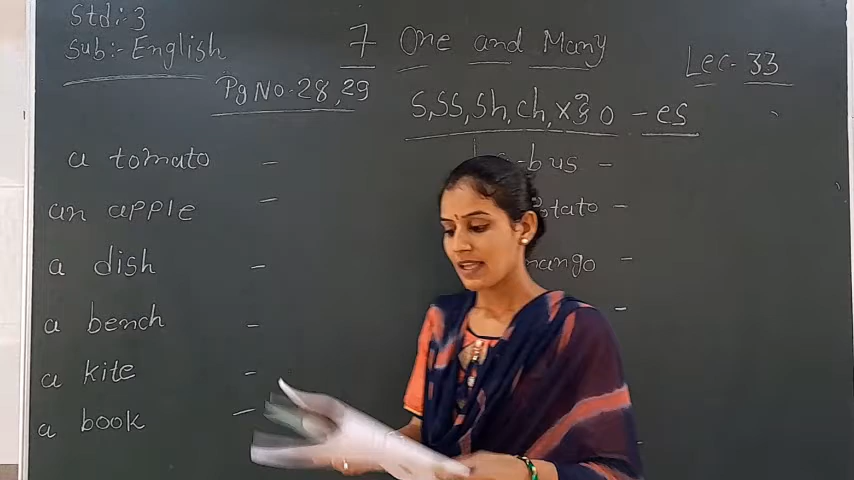 Std:- 3
Sub:- English
7 One and Many
Lec- 33
Pg No:- 28, 29
s, ss, sh, ch, x, z, o - es
a tomato -
bus -
an apple -
potato -
a dish -
mango -
a bench -
a kite -
a book -